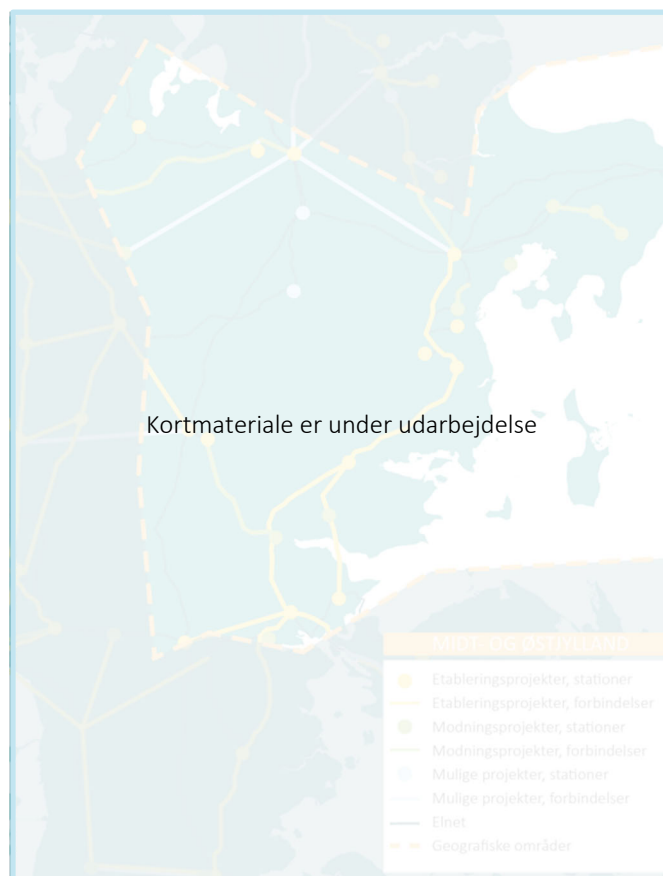 Kortmateriale er under udarbejdelse
MIDT- OG ØSTJYLLAND
Etableringsprojekter, stationer
Etableringsprojekter, forbindelser
Modningsprojekter, stationer
Modningsprojekter, forbindelser
Mulige projekter, stationer
Mulige projekter, forbindelser
Elnet
Geografiske områder